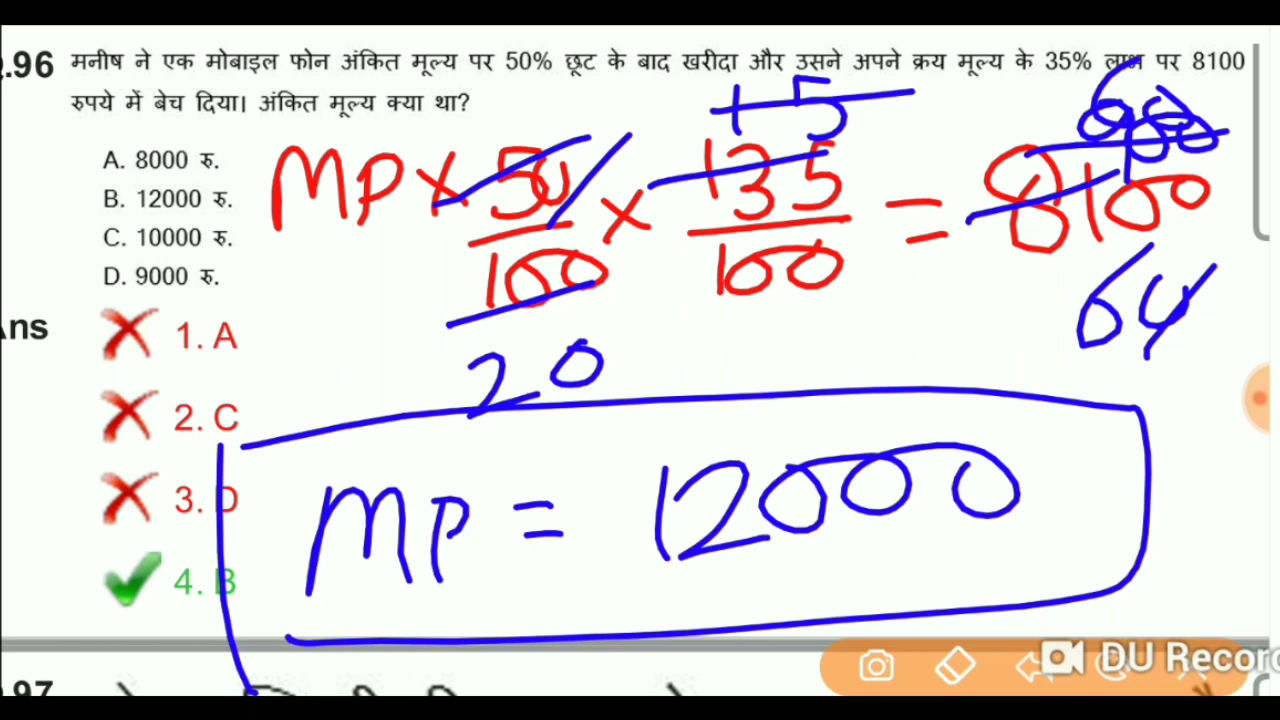 .96 मनीष ने एक मोबाइल फोन अंकित मूल्य पर 50% छूट के बाद खरीदा और उसने अपने क्रय मूल्य के 35% लाभ पर 8100
रुपये में बेच दिया। अंकित मूल्य क्या था?
15
A. 8000 रु.
B. 12000 रु.
C. 10000 रु.
D. 9000 रु.
MP × 50/100 × 135/100 = 8100
20
Ans
1. A
2. C
3. D
4. B
MP = 12000
.97
DU Recor